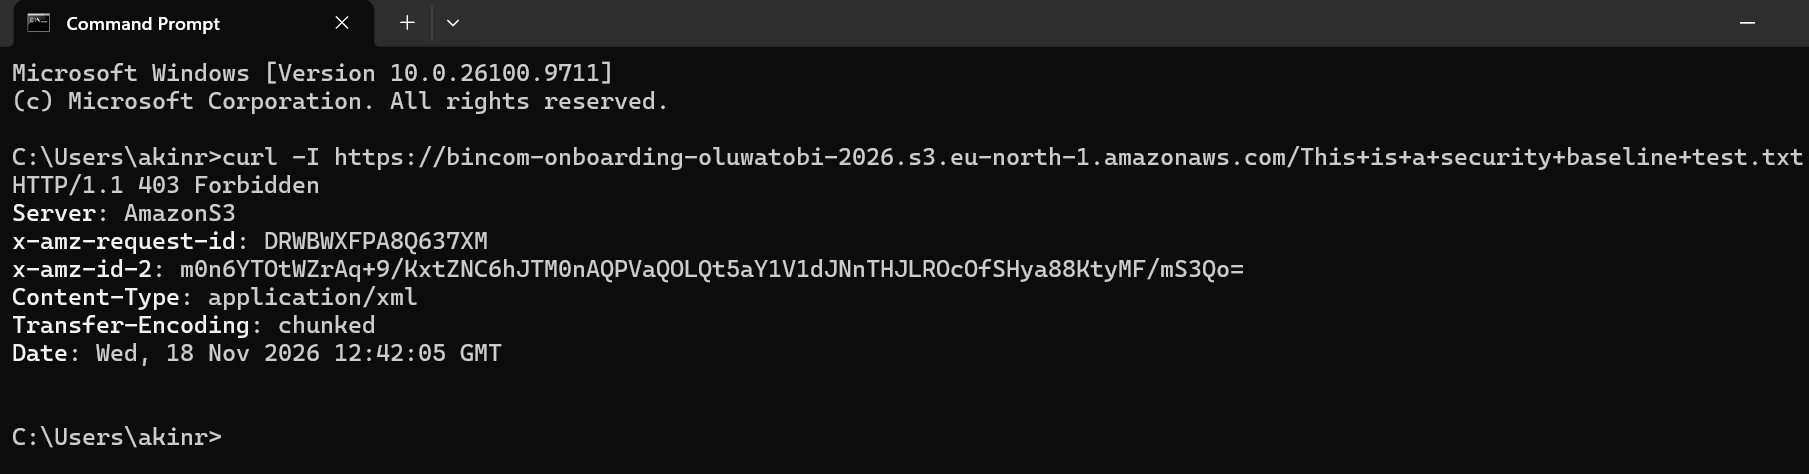 Command Prompt
Microsoft Windows [Version 10.0.26100.9711]
(c) Microsoft Corporation. All rights reserved.
C:\Users\akinr>curl -I https://bincom-onboarding-oluwatobi-2026.s3.eu-north-1.amazonaws.com/This+is+a+security+baseline+test.txt
HTTP/1.1 403 Forbidden
Server: AmazonS3
x-amz-request-id: DRWBWXFPA8Q637XM
x-amz-id-2: m0n6YTOtWZrAq+9/KxtZNC6hJTM0nAQPVaQOLQt5aY1V1dJNnTHJLROcOfSHya88KtyMF/mS3Qo=
Content-Type: application/xml
Transfer-Encoding: chunked
Date: Wed, 18 Nov 2026 12:42:05 GMT
C:\Users\akinr>